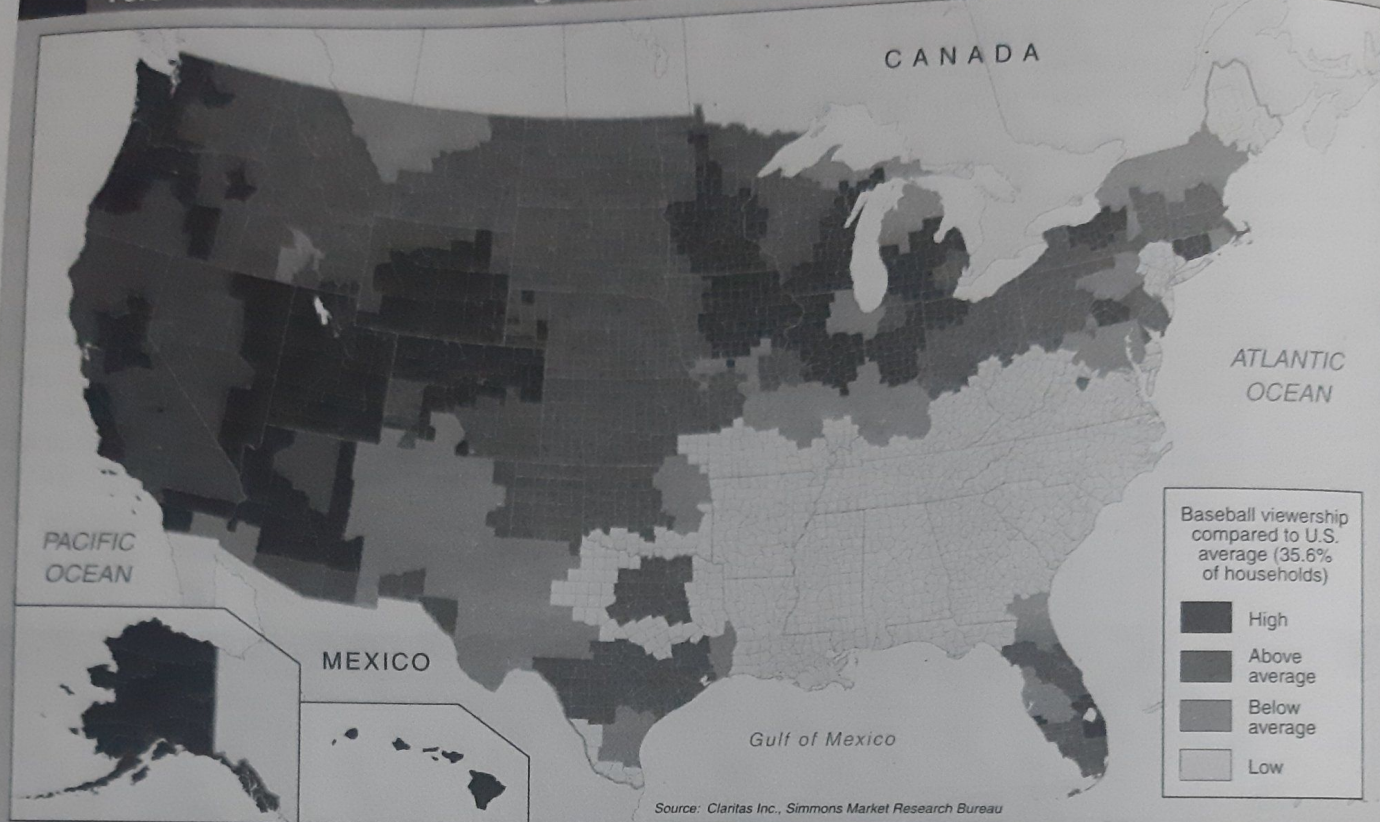 CANADA
ATLANTIC
OCEAN
PACIFIC
OCEAN
MEXICO
Gulf of Mexico
Baseball viewership
compared to U.S.
average (35.6%
of households)
High
Above
average
Below
average
Low
Source: Claritas Inc., Simmons Market Research Bureau